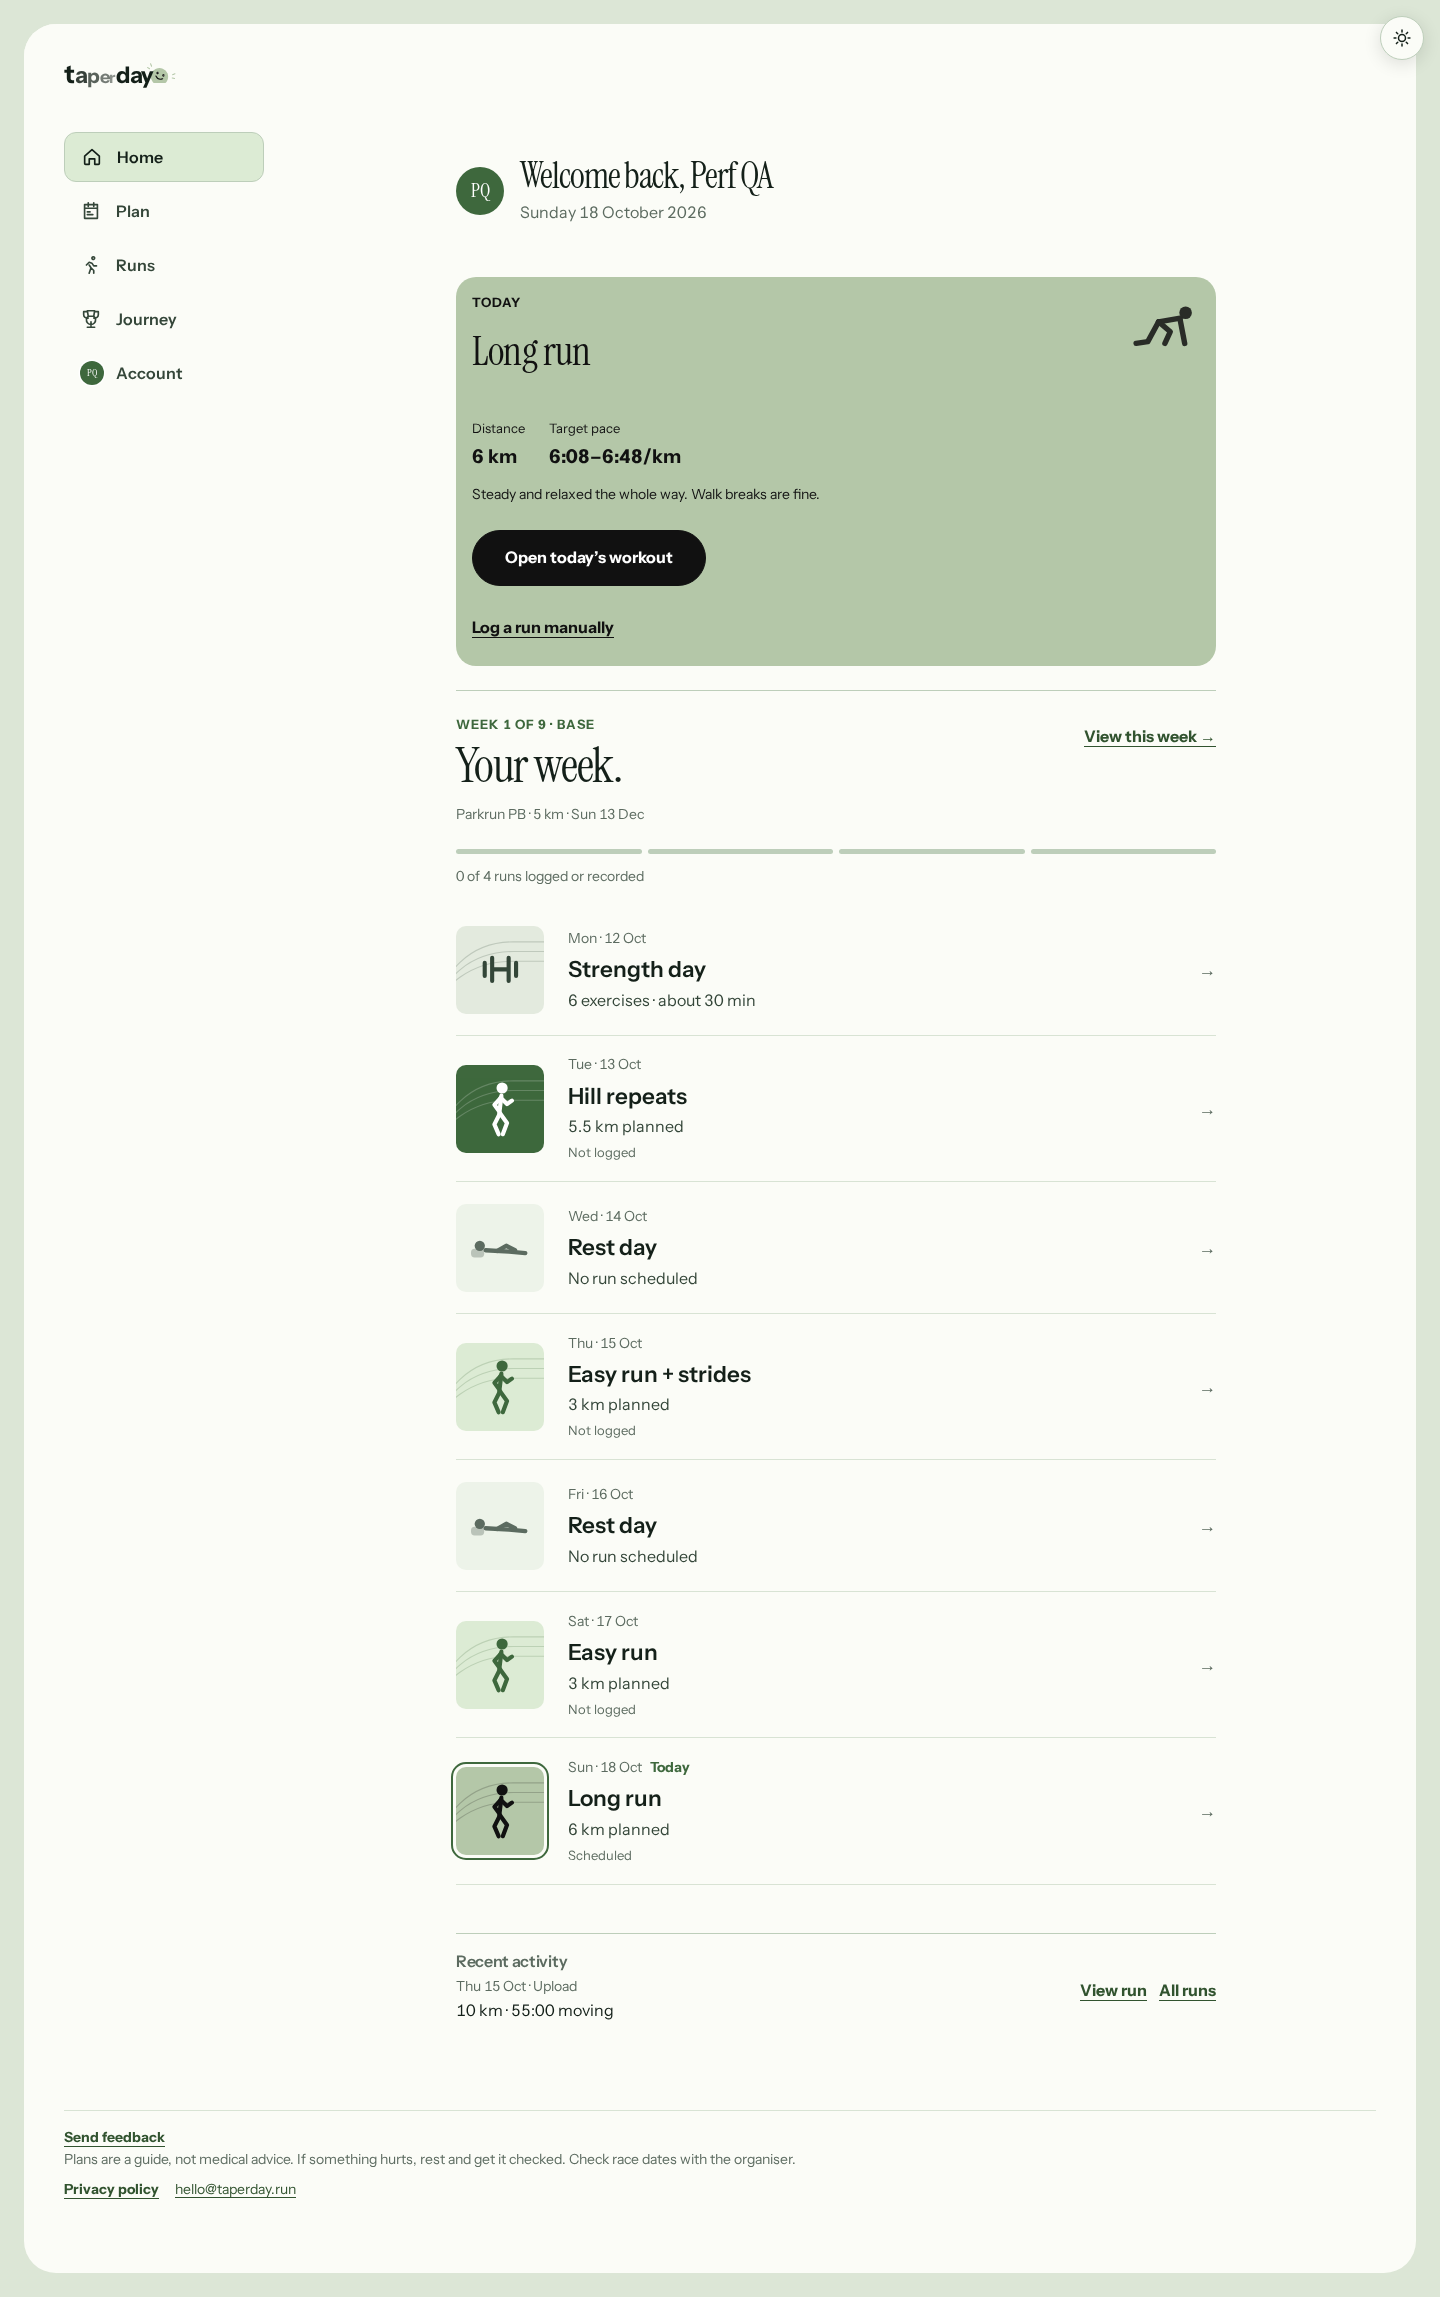 taperday
Home
Plan
Runs
Journey
PQ Account
PQ
Welcome back, Perf QA
Sunday 18 October 2026
TODAY
Long run
Distance Target pace
6 km 6:08–6:48/km
Steady and relaxed the whole way. Walk breaks are fine.
Open today’s workout
Log a run manually
WEEK 1 OF 9 · BASE
View this week →
Your week.
Parkrun PB · 5 km · Sun 13 Dec
0 of 4 runs logged or recorded
Mon · 12 Oct
Strength day
→
6 exercises · about 30 min
Tue · 13 Oct
Hill repeats
→
5.5 km planned
Not logged
Wed · 14 Oct
Rest day
→
No run scheduled
Thu · 15 Oct
Easy run + strides
→
3 km planned
Not logged
Fri · 16 Oct
Rest day
→
No run scheduled
Sat · 17 Oct
Easy run
→
3 km planned
Not logged
Sun · 18 Oct Today
Long run
→
6 km planned
Scheduled
Recent activity
Thu 15 Oct · Upload
View run All runs
10 km · 55:00 moving
Send feedback
Plans are a guide, not medical advice. If something hurts, rest and get it checked. Check race dates with the organiser.
Privacy policy hello@taperday.run